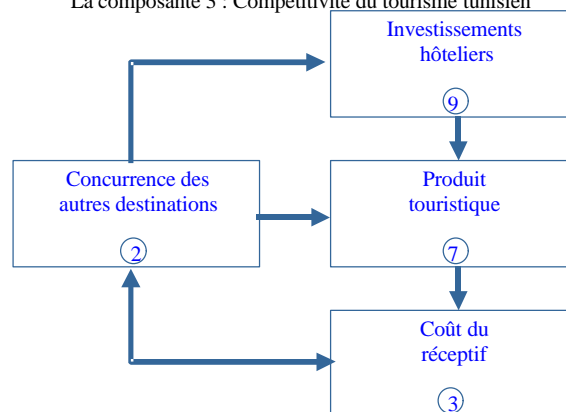 La composante 3 : Compétitivité du tourisme tunisien
Investissements
hôteliers
9
Concurrence des
autres destinations
2
Produit
touristique
7
Coût du
réceptif
3